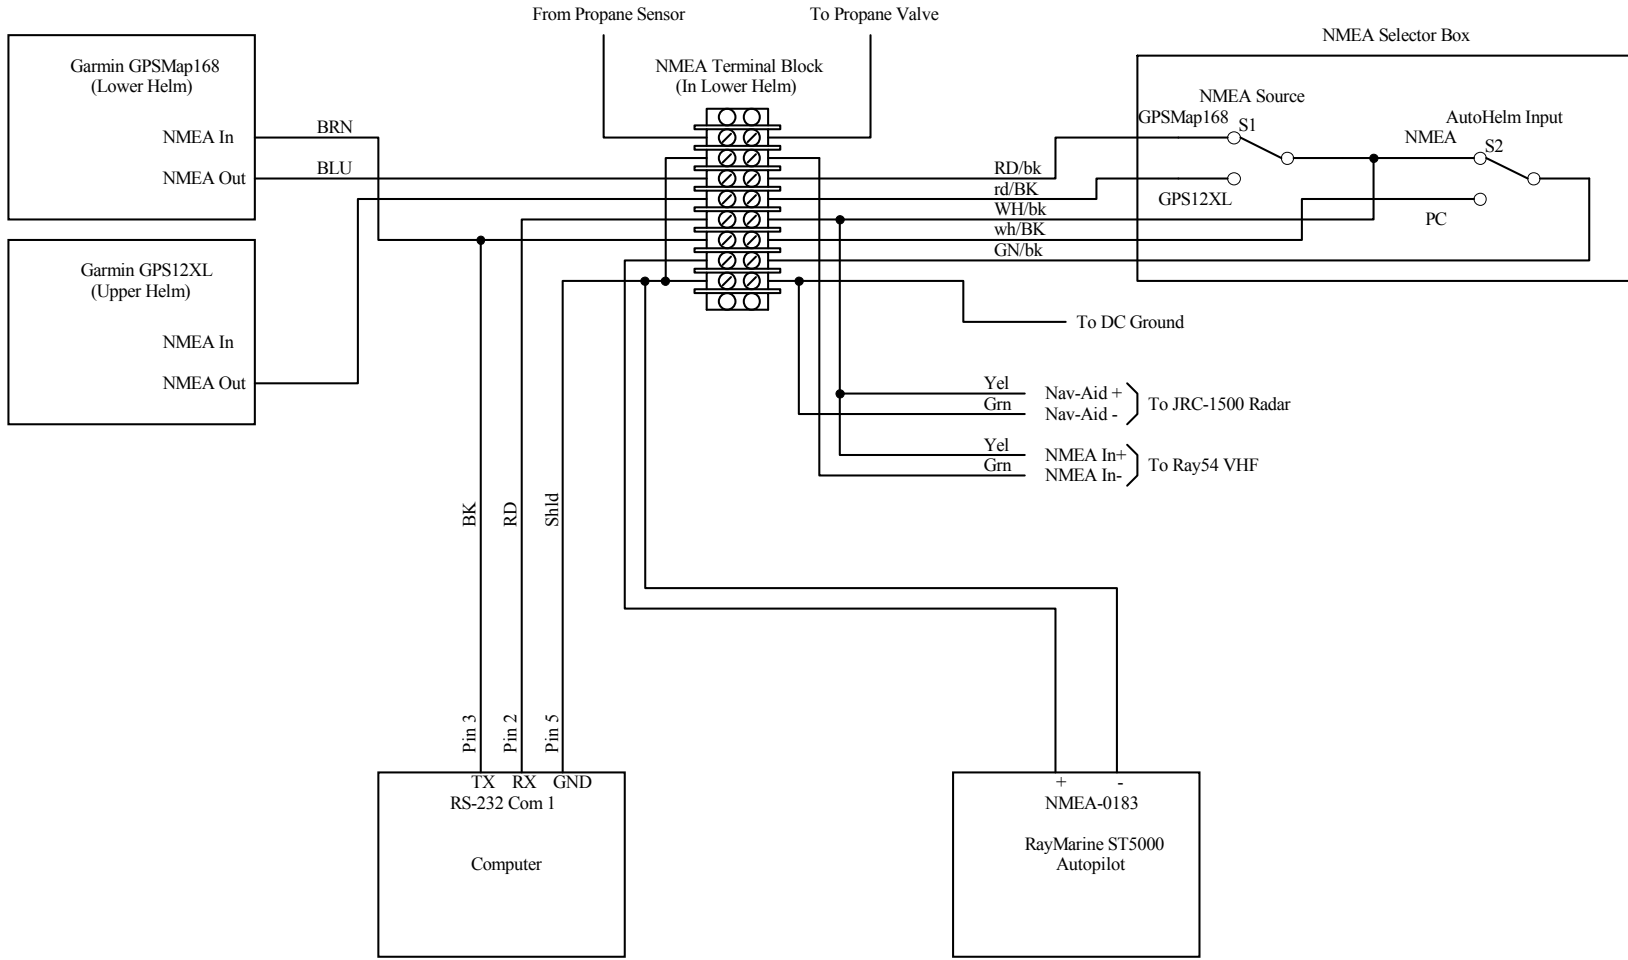 From Propane Sensor
To Propane Valve
NMEA Selector Box
Garmin GPSMap168
(Lower Helm)
NMEA In
NMEA Out
BRN
BLU
NMEA Terminal Block
(In Lower Helm)
NMEA Source
GPSMap168
S1
GPS12XL
AutoHelm Input
NMEA
S2
PC
RD/bk
rd/BK
WH/bk
wh/BK
GN/bk
Garmin GPS12XL
(Upper Helm)
NMEA In
NMEA Out
To DC Ground
Yel
Nav-Aid +
Grn
Nav-Aid -
To JRC-1500 Radar
Yel
NMEA In+
Grn
NMEA In-
To Ray54 VHF
BK
RD
Shld
Pin 3
Pin 2
Pin 5
TX RX GND
RS-232 Com 1
Computer
+ -
NMEA-0183
RayMarine ST5000
Autopilot